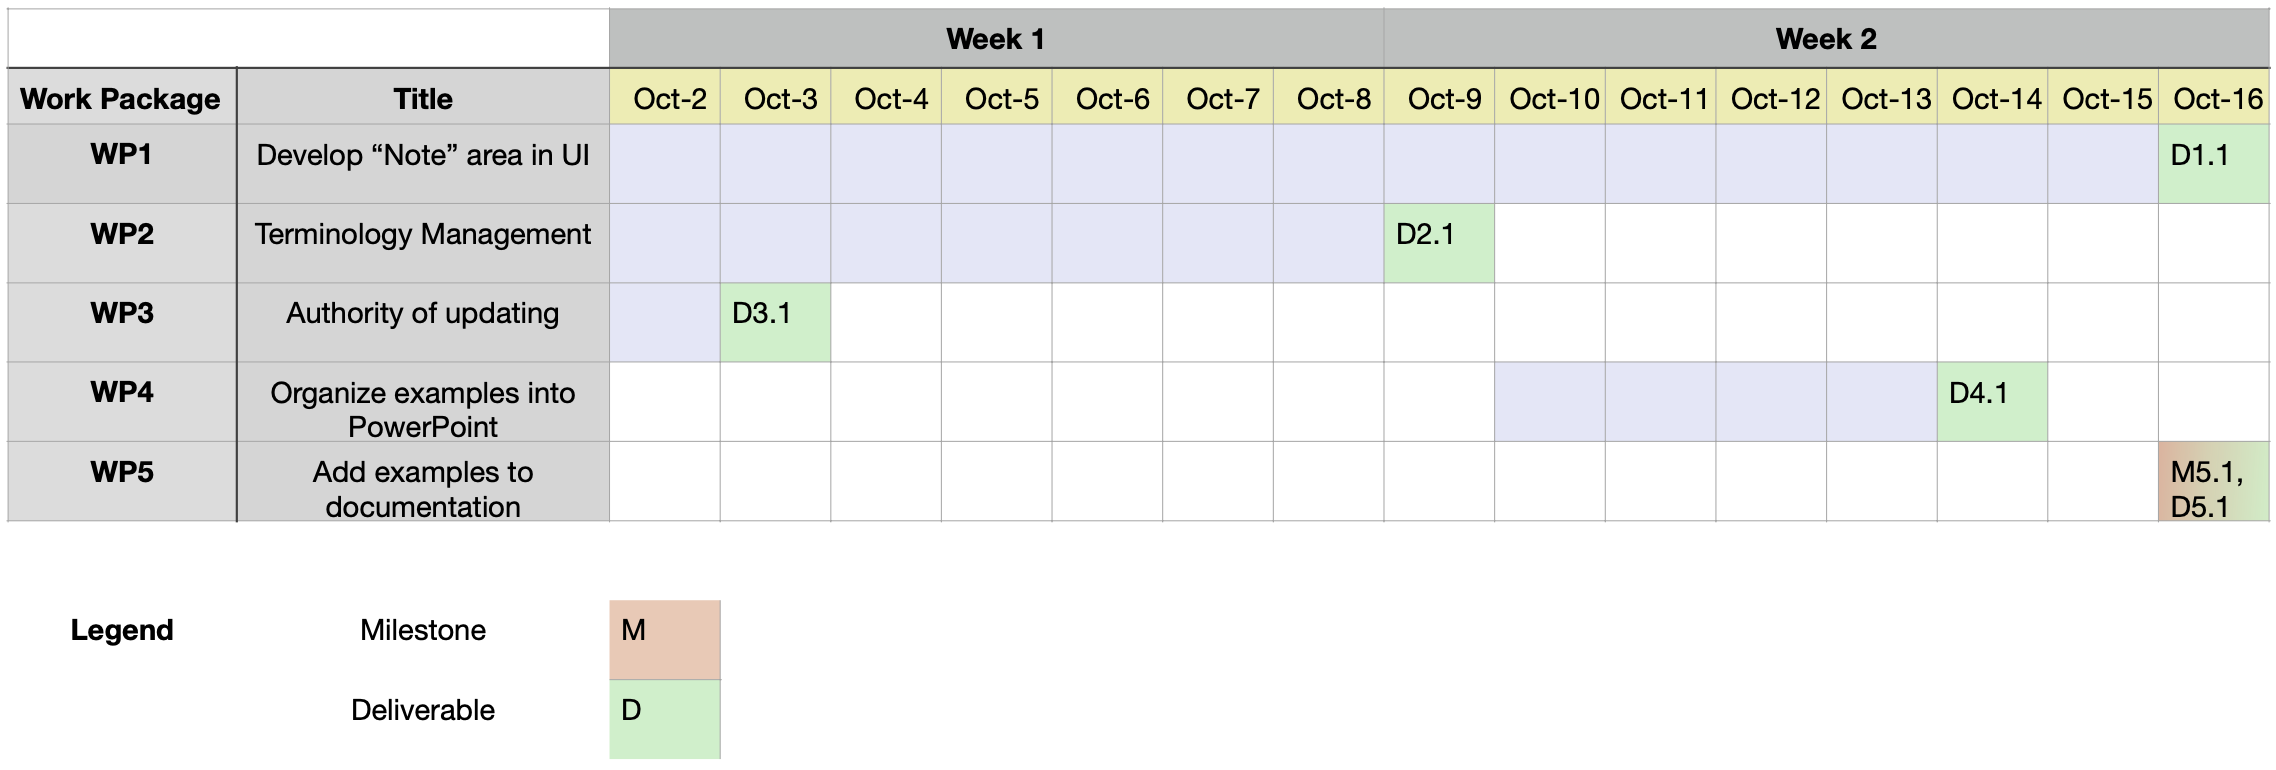 Week 1 Week 2
Work Package Title Oct-2 Oct-3 Oct-4 Oct-5 Oct-6 Oct-7 Oct-8 Oct-9 Oct-10 Oct-11 Oct-12 Oct-13 Oct-14 Oct-15 Oct-16
WP1 Develop “Note” area in UI D1.1
WP2 Terminology Management D2.1
WP3 Authority of updating D3.1
WP4 Organize examples into D4.1
PowerPoint
WP5 Add examples to M5.1,
documentation D5.1
Legend Milestone M
Deliverable D